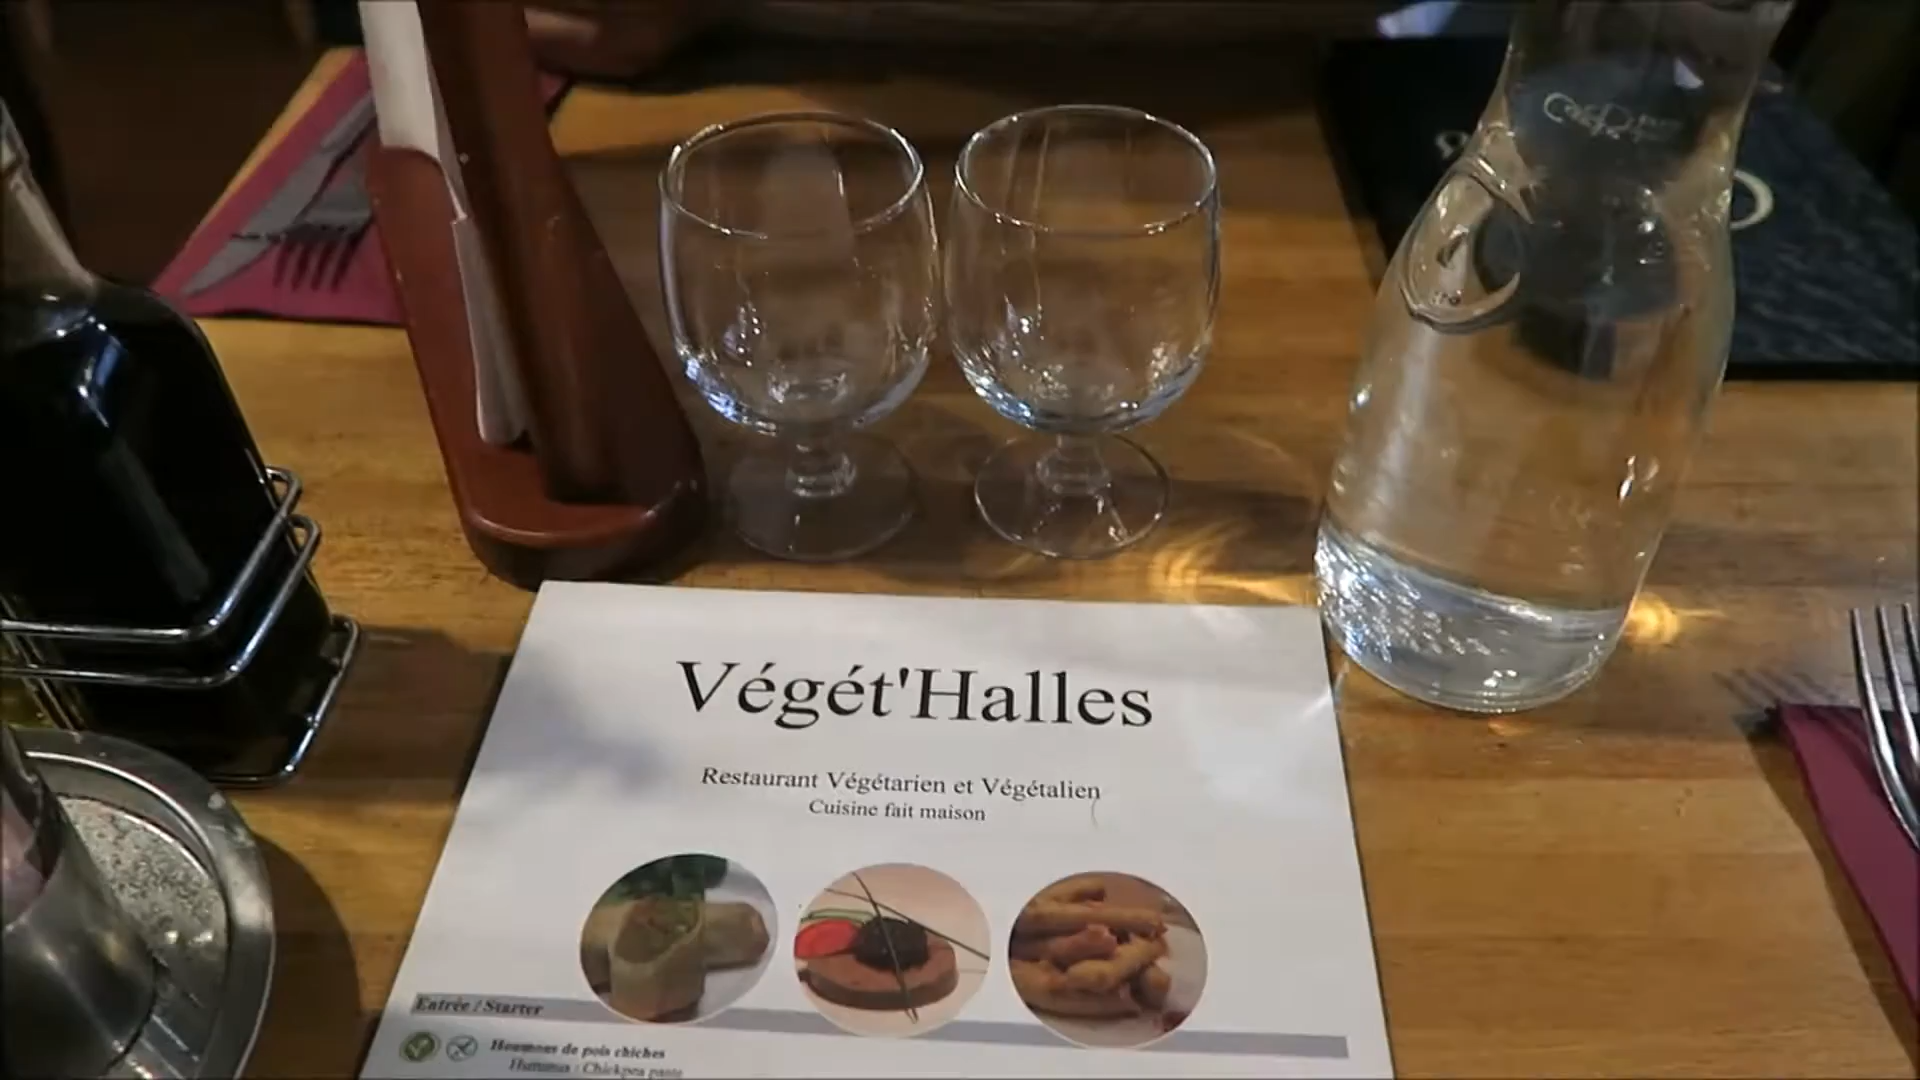 Végét'Halles
Restaurant Végétarien et Végétalien
Cuisine fait maison
Entrée / Starter
Houmous de pois chiches
Hummus : Chickpea paste